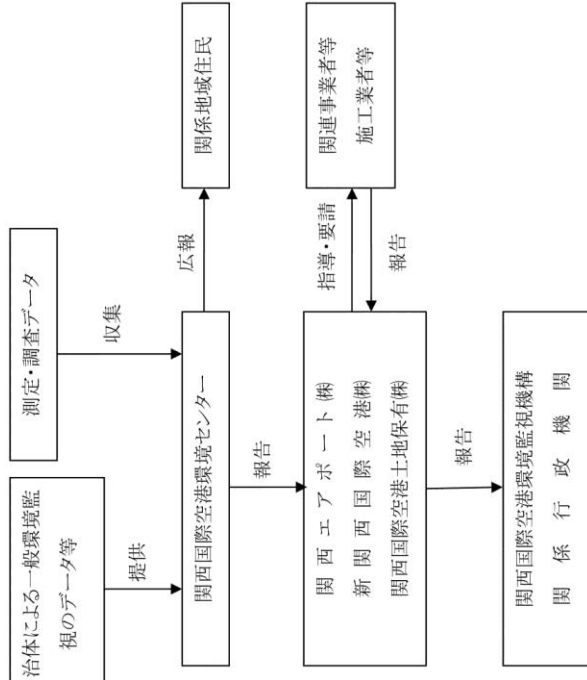 治体による一般環境監
視のデータ等
測定・調査データ
提供
収集
関西国際空港環境センター
広報
関係地域住民
報告
関西エアポート㈱
新関西国際空港㈱
関西国際空港土地保有㈱
指導・要請
報告
関連事業者等
施工業者等
報告
関西国際空港環境監視機構
関係行政機関